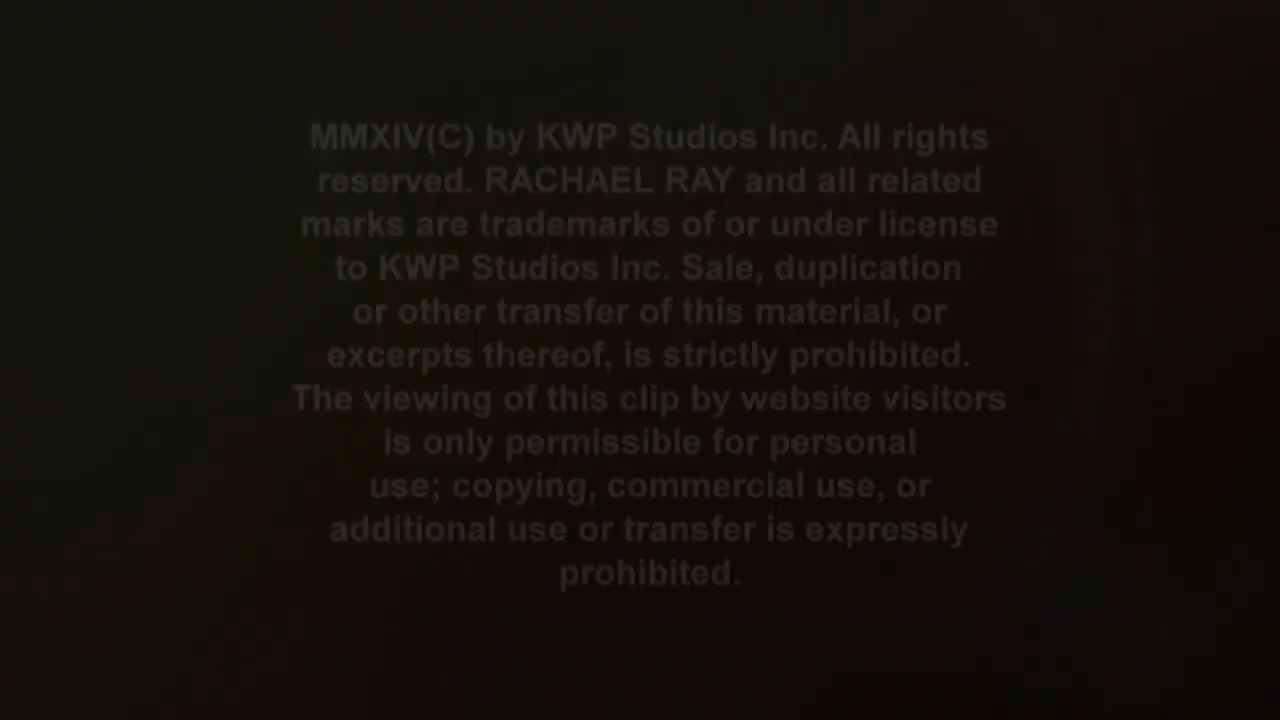 MMXIV(C) by KWP Studios Inc. All rights
reserved. RACHAEL RAY and all related
marks are trademarks of or under license
to KWP Studios Inc. Sale, duplication
or other transfer of this material, or
excerpts thereof, is strictly prohibited.
The viewing of this clip by website visitors
is only permissible for personal
use; copying, commercial use, or
additional use or transfer is expressly
prohibited.